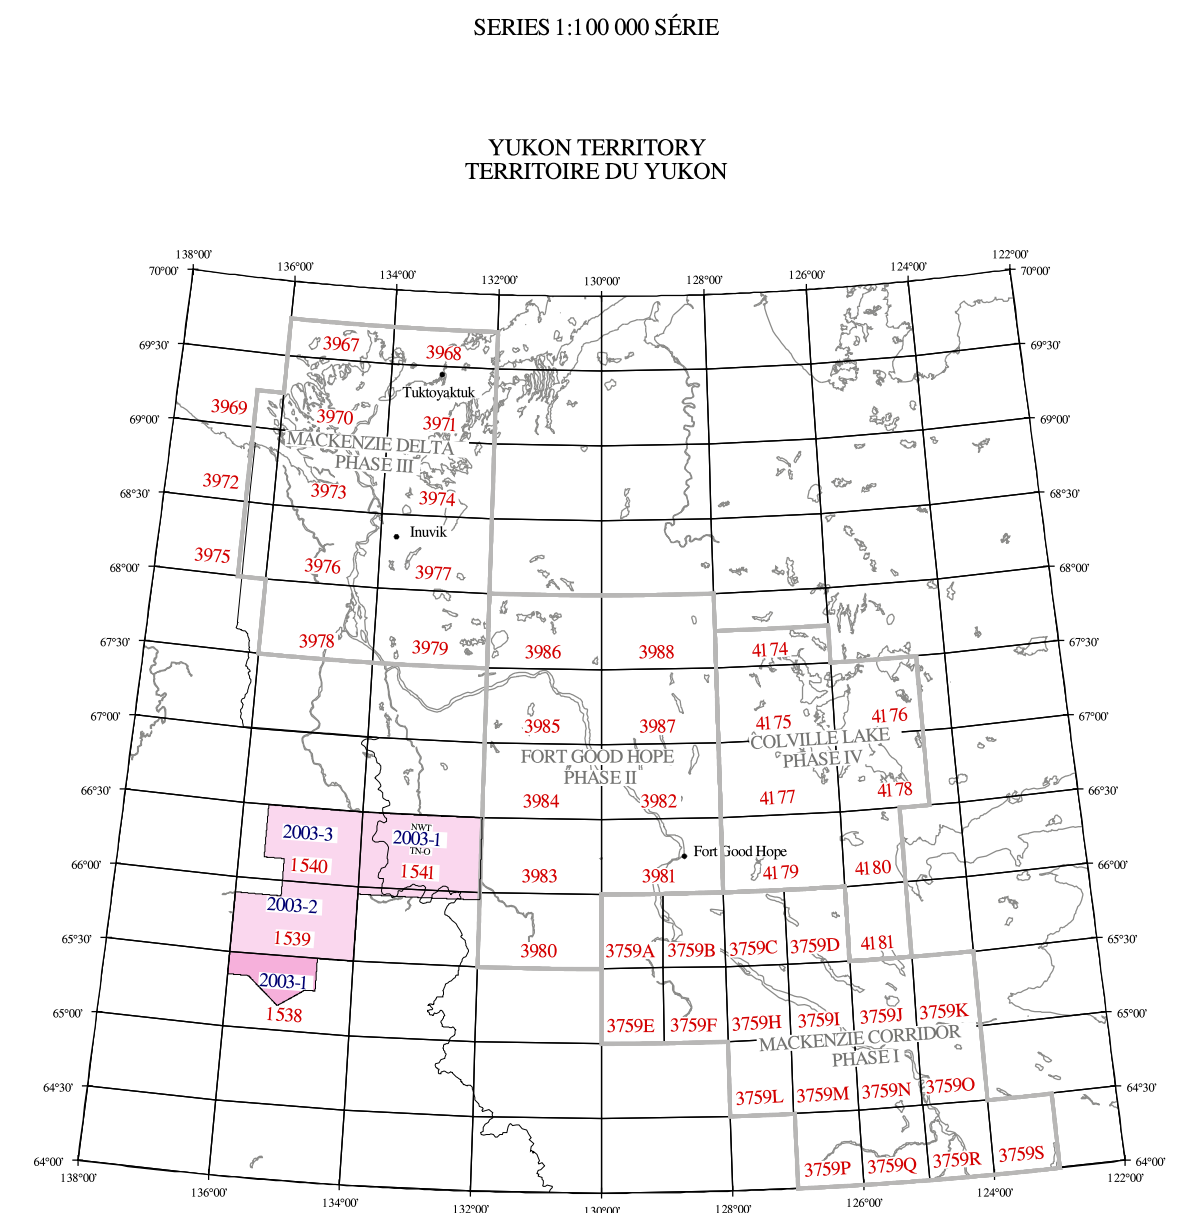 SERIES 1:100 000 SÉRIE
YUKON TERRITORY
TERRITOIRE DU YUKON
138°00' 136°00' 134°00' 132°00' 130°00' 128°00' 126°00' 124°00' 122°00'
70°00' 70°00'
3967 3968
69°30' 69°30'
Tuktoyaktuk
3969 3970 3971
69°00' 69°00'
MACKENZIE DELTA
PHASE III
3972 3973 3974
68°30' 68°30'
Inuvik
3975 3976 3977
68°00' 68°00'
3978 3979 3986 3988 4174
67°30' 67°30'
3985 3987 4175 4176
67°00' 67°00'
FORT GOOD HOPE
PHASE II
COLVILLE LAKE
PHASE IV
3984 3982 4177 4178
66°30' 66°30'
2003-3 NWT
2003-1
TN-O
1540 1541
Fort Good Hope
3983 3981 4179 4180
66°00' 66°00'
2003-2
1539
3980 3759A 3759B 3759C 3759D 4181
65°30' 65°30'
2003-1
1538
3759E 3759F 3759H 3759I 3759J 3759K
65°00' 65°00'
MACKENZIE CORRIDOR
PHASE I
3759L 3759M 3759N 3759O
64°30' 64°30'
3759P 3759Q 3759R 3759S
64°00' 64°00'
138°00' 136°00' 134°00' 132°00' 130°00' 128°00' 126°00' 124°00' 122°00'